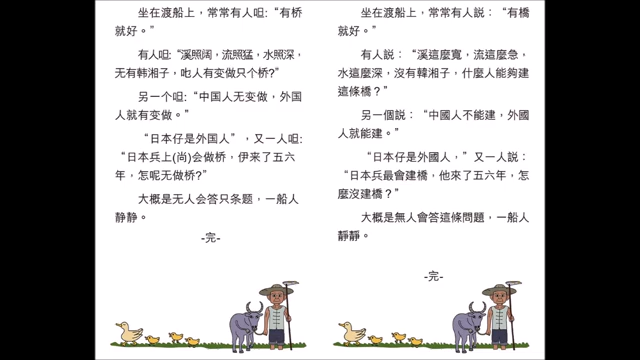 坐在渡船上，常常有人呾:“有桥
就好。”
有人呾: “溪照阔，流照猛，水照深，
无有韩湘子，乜人有变做只个桥?”
另一个呾:“中国人无变做，外国
人就有变做。”
“日本仔是外国人”，又一人呾:
“日本兵上(尚)会做桥，伊来了五六
年，怎呢无做桥?”
大概是无人会答只条题，一船人
静静。
-完-
坐在渡船上，常常有人説：“有橋
就好。”
有人説：“溪這麼寬，流這麼急，
水這麼深，沒有韓湘子，什麼人能夠建
這條橋？”
另一個説：“中國人不能建，外國
人就能建。”
“日本仔是外國人，”又一人説：
“日本兵最會建橋，他來了五六年，怎
麼沒建橋？”
大概是無人會答這條問題，一船人
靜靜。
-完-